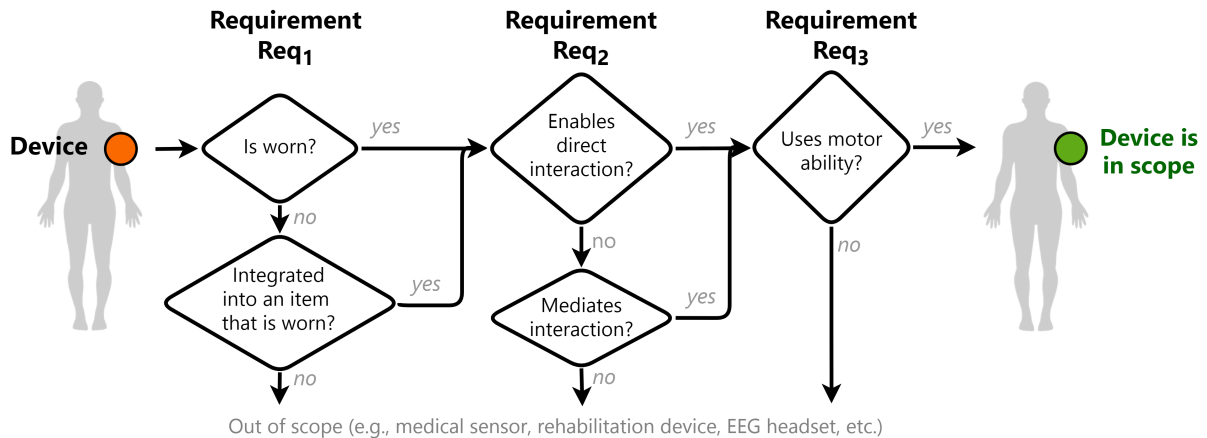 Requirement
Req1
Requirement
Req2
Requirement
Req3
Device
Is worn?
yes
no
Integrated
into an item
that is worn?
yes
no
Enables
direct
interaction?
yes
no
Mediates
interaction?
yes
no
Uses motor
ability?
yes
no
Device is
in scope
Out of scope (e.g., medical sensor, rehabilitation device, EEG headset, etc.)